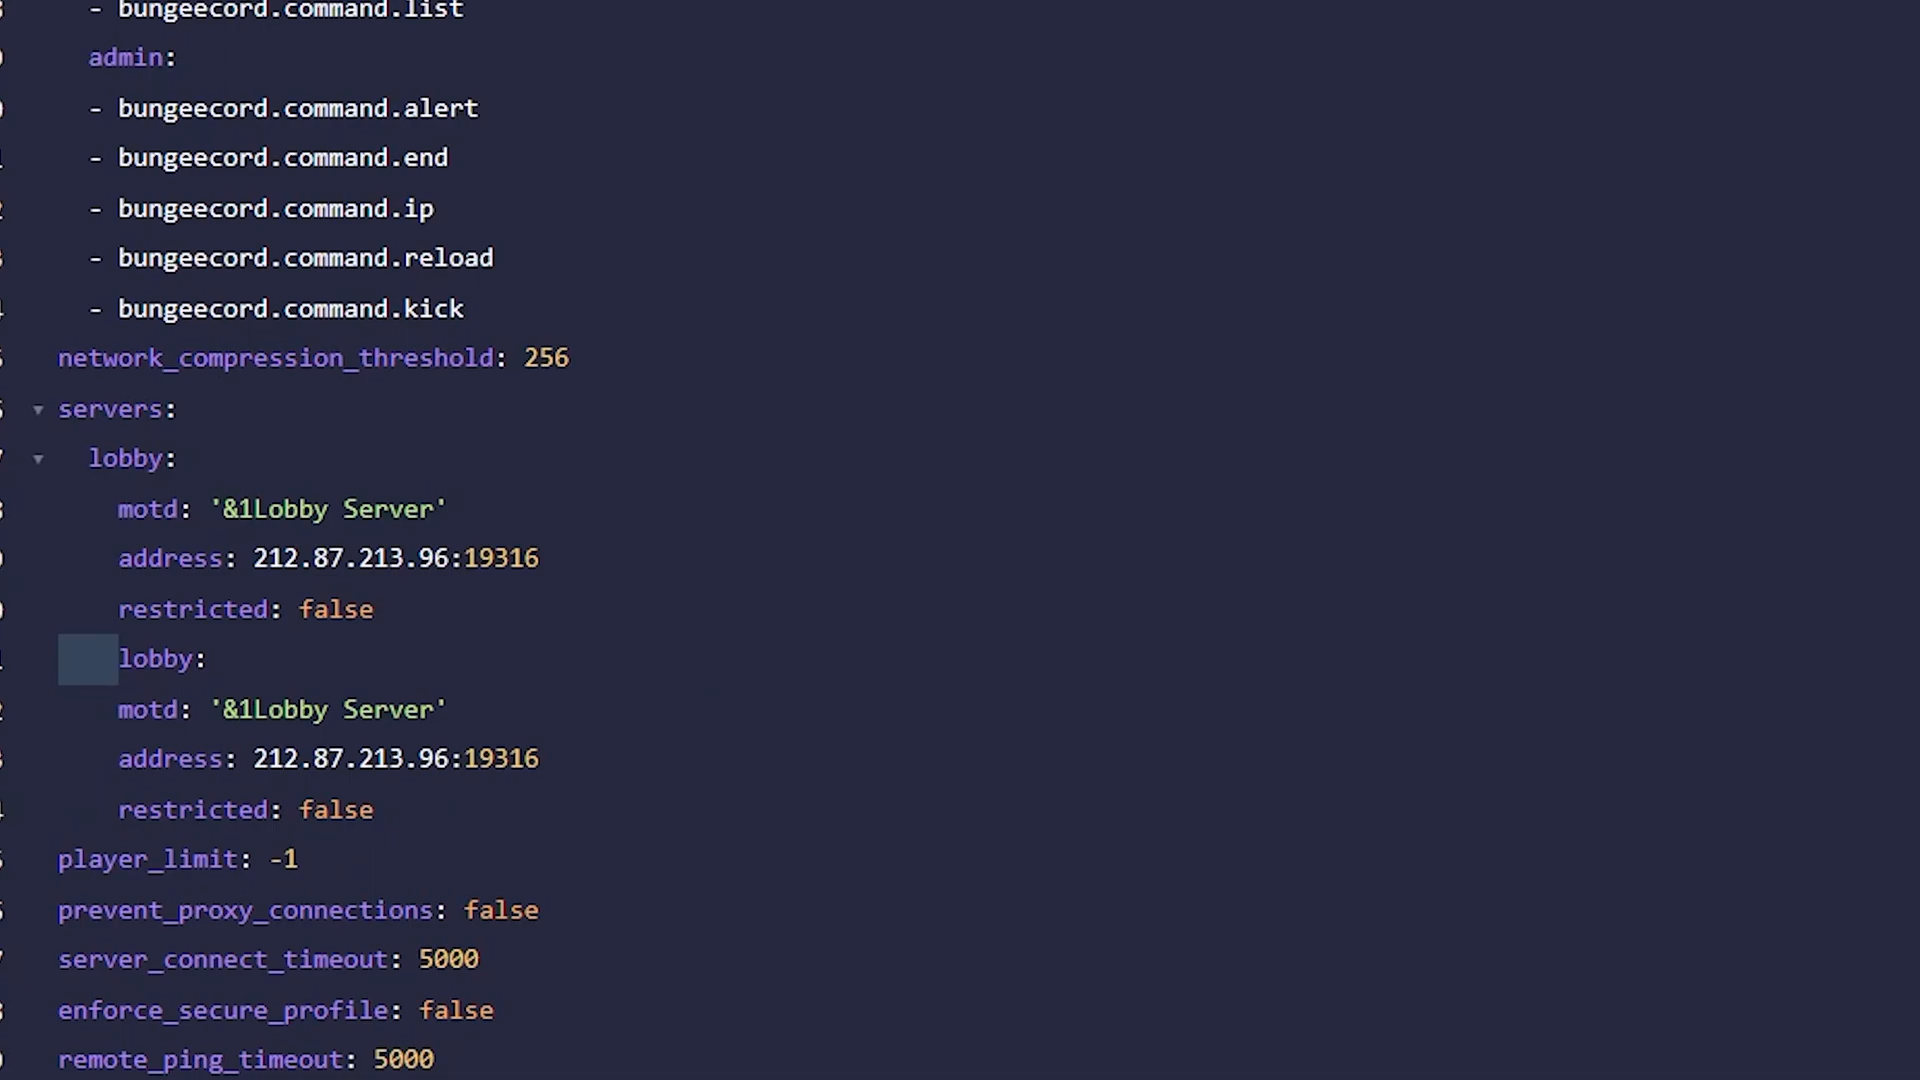 - bungeecord.command.list
admin:
- bungeecord.command.alert
- bungeecord.command.end
- bungeecord.command.ip
- bungeecord.command.reload
- bungeecord.command.kick
network_compression_threshold: 256
servers:
lobby:
motd: '&1Lobby Server'
address: 212.87.213.96:19316
restricted: false
lobby:
motd: '&1Lobby Server'
address: 212.87.213.96:19316
restricted: false
player_limit: -1
prevent_proxy_connections: false
server_connect_timeout: 5000
enforce_secure_profile: false
remote_ping_timeout: 5000